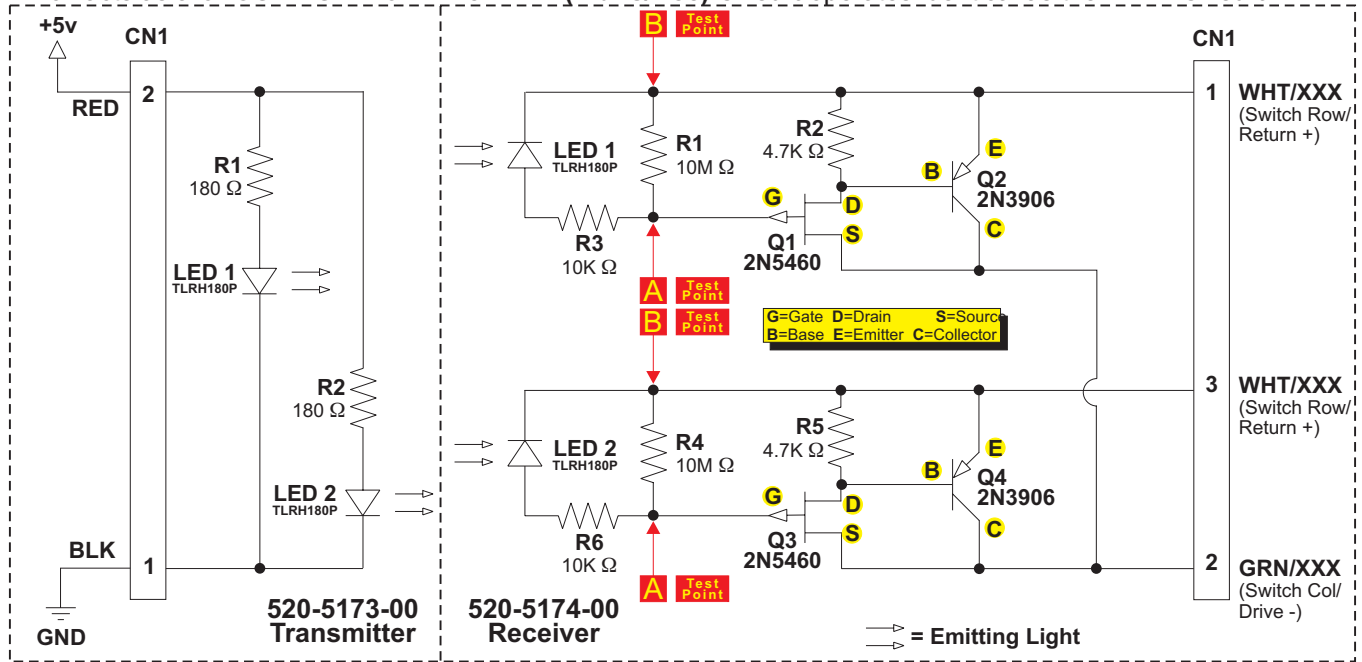 +5v
CN1
RED
2
R1
180 Ω
LED 1
TLRH180P
R2
180 Ω
LED 2
TLRH180P
BLK
1
GND
520-5173-00
Transmitter
B Test Point
LED 1
TLRH180P
R1
10M Ω
R3
10K Ω
R2
4.7K Ω
G
D
S
Q1
2N5460
B
E
C
Q2
2N3906
A Test Point
B Test Point
G=Gate D=Drain S=Source
B=Base E=Emitter C=Collector
LED 2
TLRH180P
R4
10M Ω
R6
10K Ω
R5
4.7K Ω
G
D
S
Q3
2N5460
B
E
C
Q4
2N3906
A Test Point
520-5174-00
Receiver
= Emitting Light
CN1
1
WHT/XXX
(Switch Row/
Return +)
3
WHT/XXX
(Switch Row/
Return +)
2
GRN/XXX
(Switch Col/
Drive -)